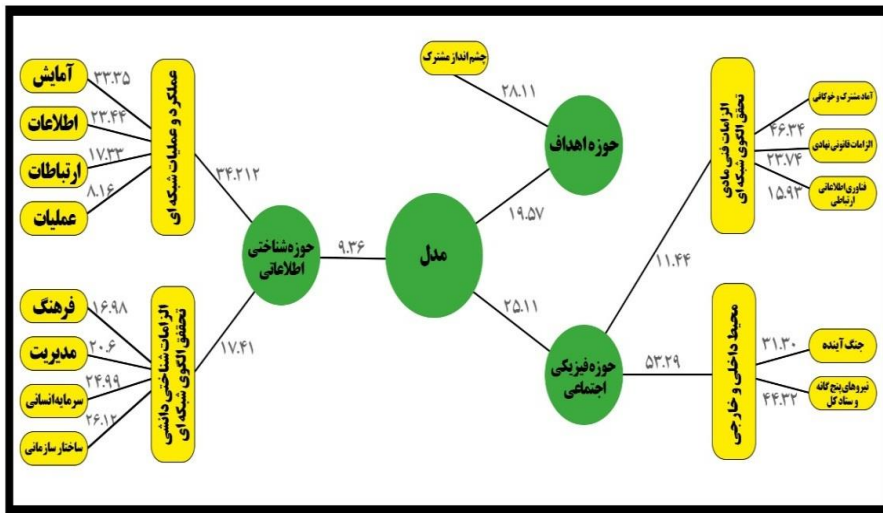 چشم انداز مشترک
۲۸.۱۱
حوزه اهداف
۱۹.۵۷
مدل
۲۵.۱۱
حوزه فیزیکی
اجتماعی
۱۱.۴۴
الزامات فنی مادی
تحقق الگوی شبکه ای
آماد مشترک و خوکافی
۴۶.۳۴
الزامات قانونی نهادی
۲۳.۷۴
فناوری اطلاعاتی
ارتباطی
۱۵.۹۳
۵۳.۲۹
محیط داخلی و خارجی
جنگ آینده
۳۱.۳۰
نیروهای پنج گانه
و ستاد کل
۴۴.۳۲
۹.۳۶
حوزه شناختی
اطلاعاتی
۳۴.۲۱۲
عملکرد و عملیات شبکه ای
آمایش
۳۳.۳۵
اطلاعات
۲۳.۴۴
ارتباطات
۱۷.۳۳
عملیات
۸.۱۶
۱۷.۴۱
الزامات شناختی دانشی
تحققق الگوی شبکه ای
فرهنگ
۱۶.۹۸
مدیریت
۲۰.۶
سرمایه انسانی
۲۴.۹۹
ساختار سازمانی
۲۶.۱۲